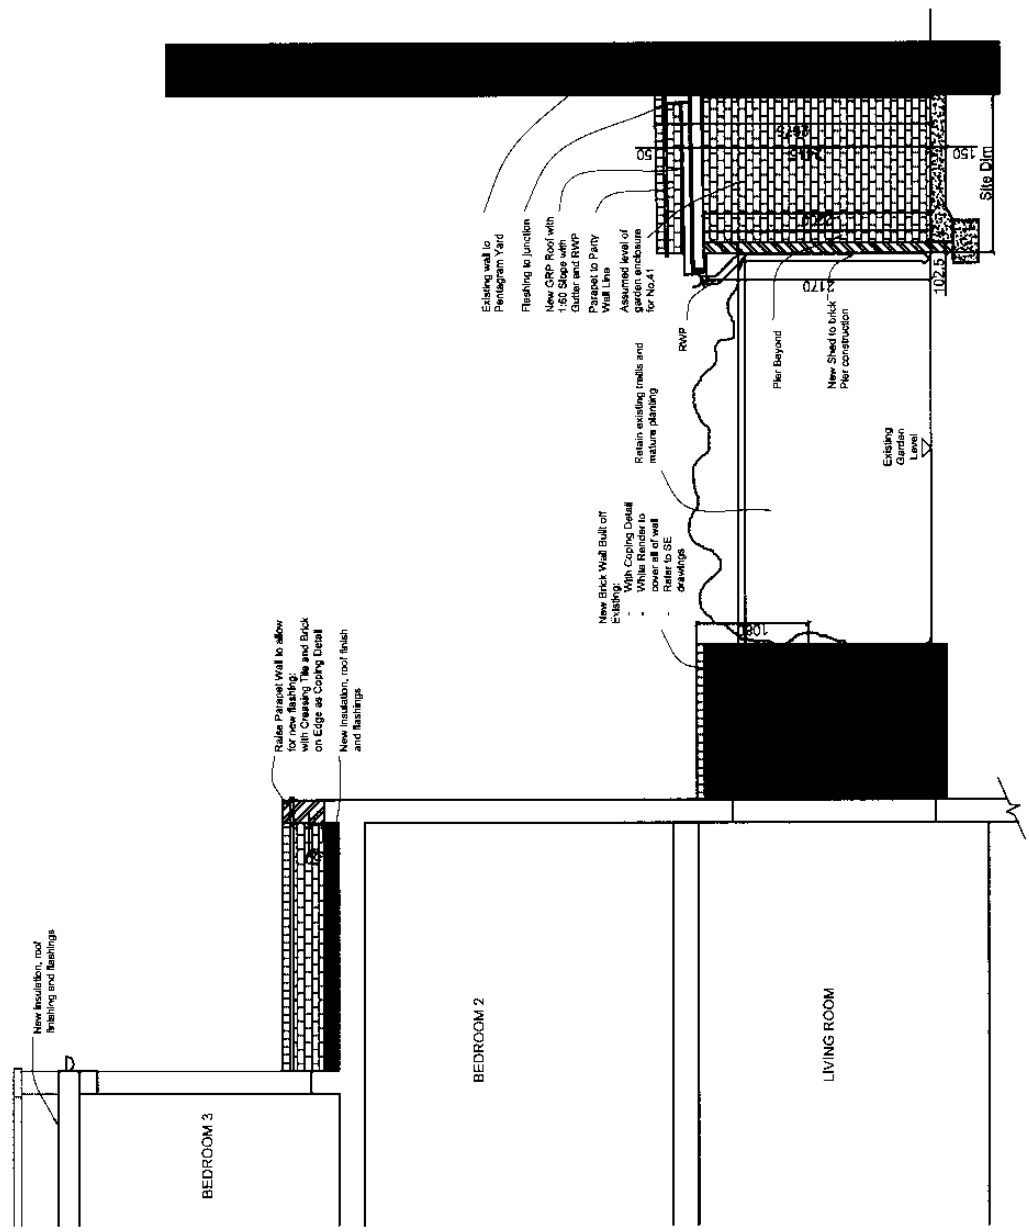 New Insulation, roof
finishing and flashings
BEDROOM 3
Raise Parapet Wall to allow
for new flashing:
with Creasing Tile and Brick
on Edge as Coping Detail
New Insulation, roof finish
and flashings
BEDROOM 2
LIVING ROOM
New Brick Wall Built off
Existing:
- With Coping Detail
- White Render to
cover all of wall
- Refer to SE
drawings
Retain existing trellis and
mature planting
Existing
Garden
Level
Existing wall to
Pentagram Yard
Flashing to junction
New GRP Roof with
1:60 Slope with
Gutter and RWP
Parapet to Party
Wall Line
Assumed level of
garden enclosure
for No.41
RWP
Pier Beyond
New Shed to brick
Pier construction
50
2675
150
Site Dim
2170
102.5